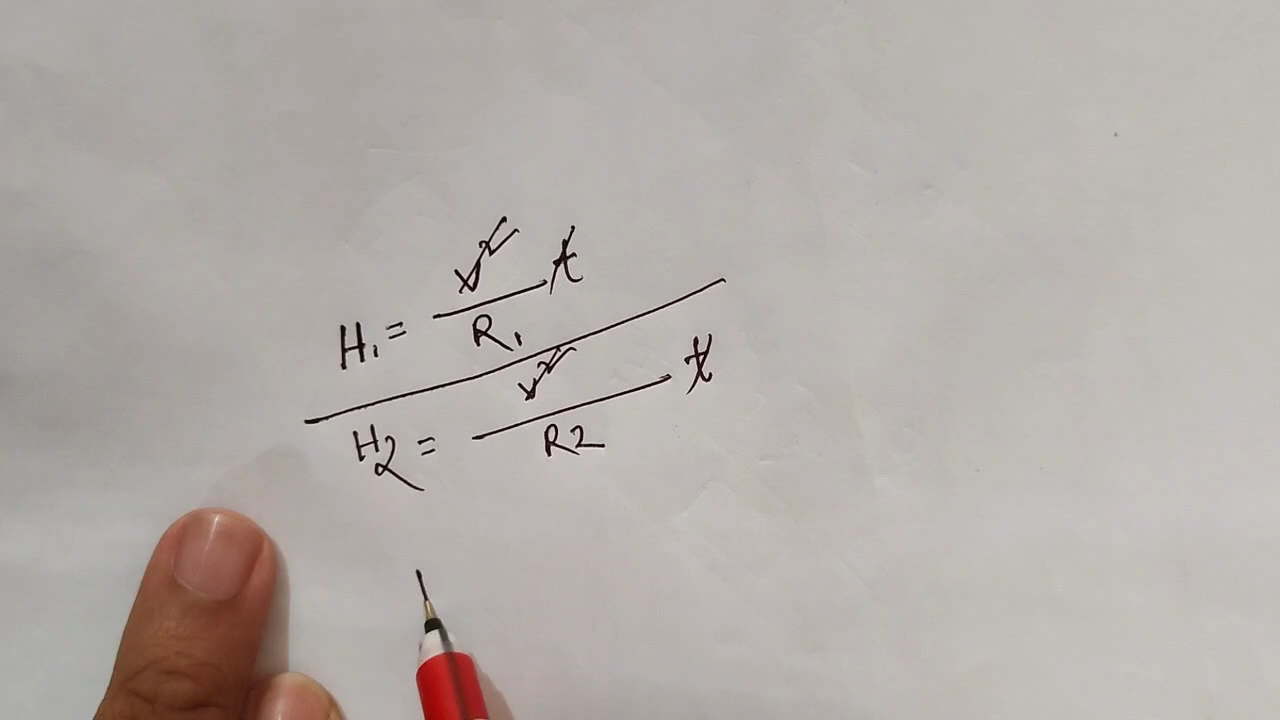 H₁ = V² t
R₁
H2 = V² t
R2